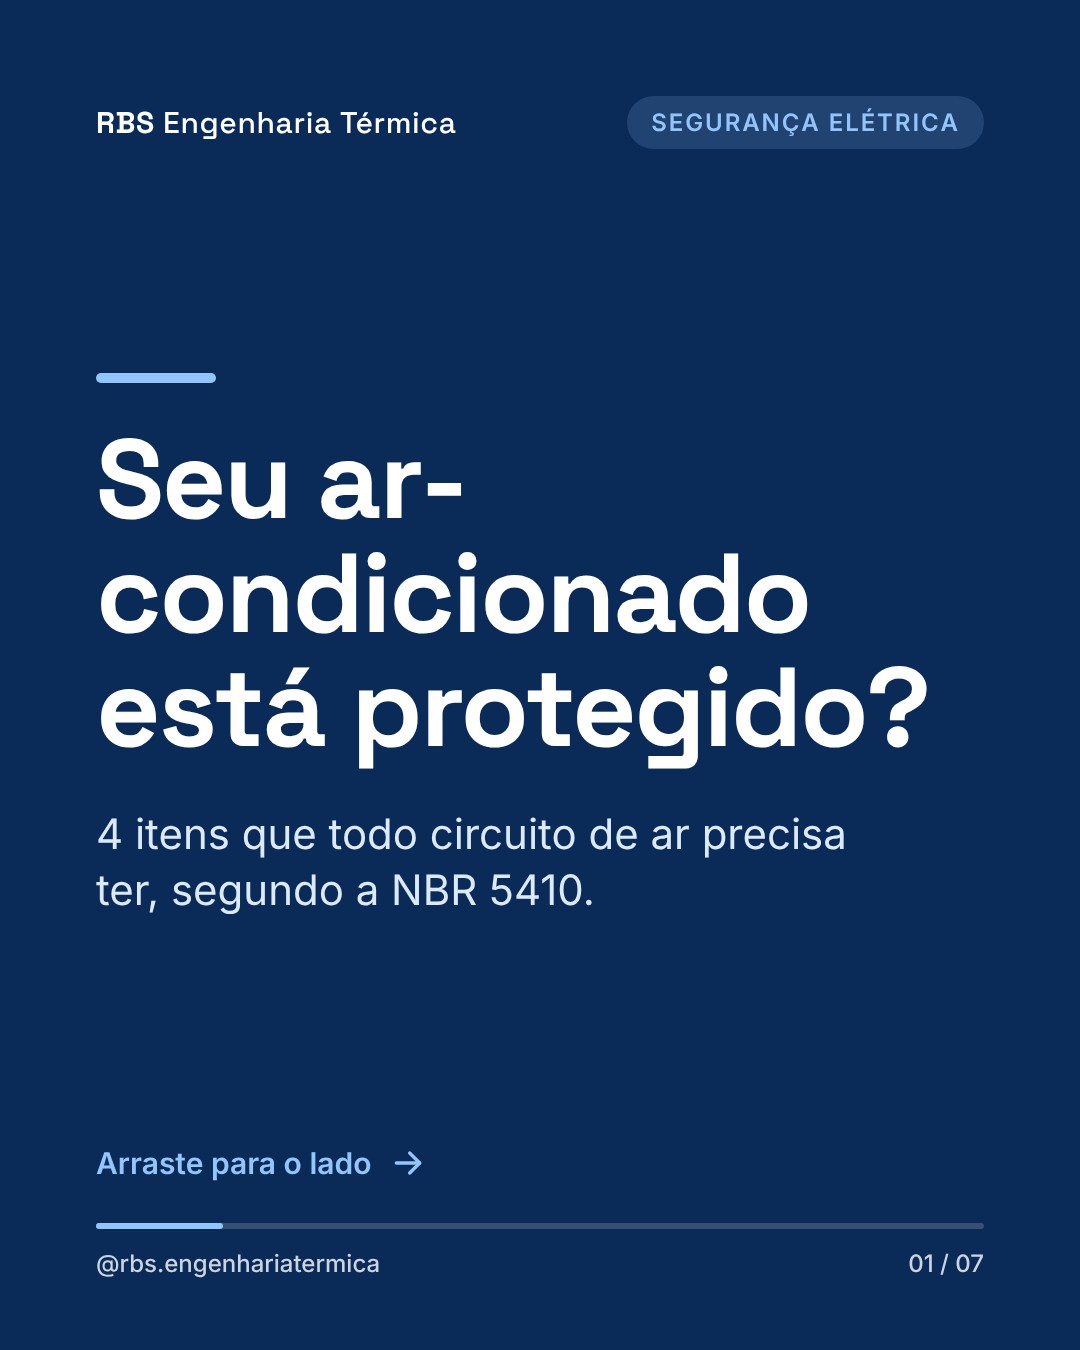 RBS Engenharia Térmica
SEGURANÇA ELÉTRICA
Seu ar-
condicionado
está protegido?
4 itens que todo circuito de ar precisa
ter, segundo a NBR 5410.
Arraste para o lado →
@rbs.engenhariatermica
01 / 07